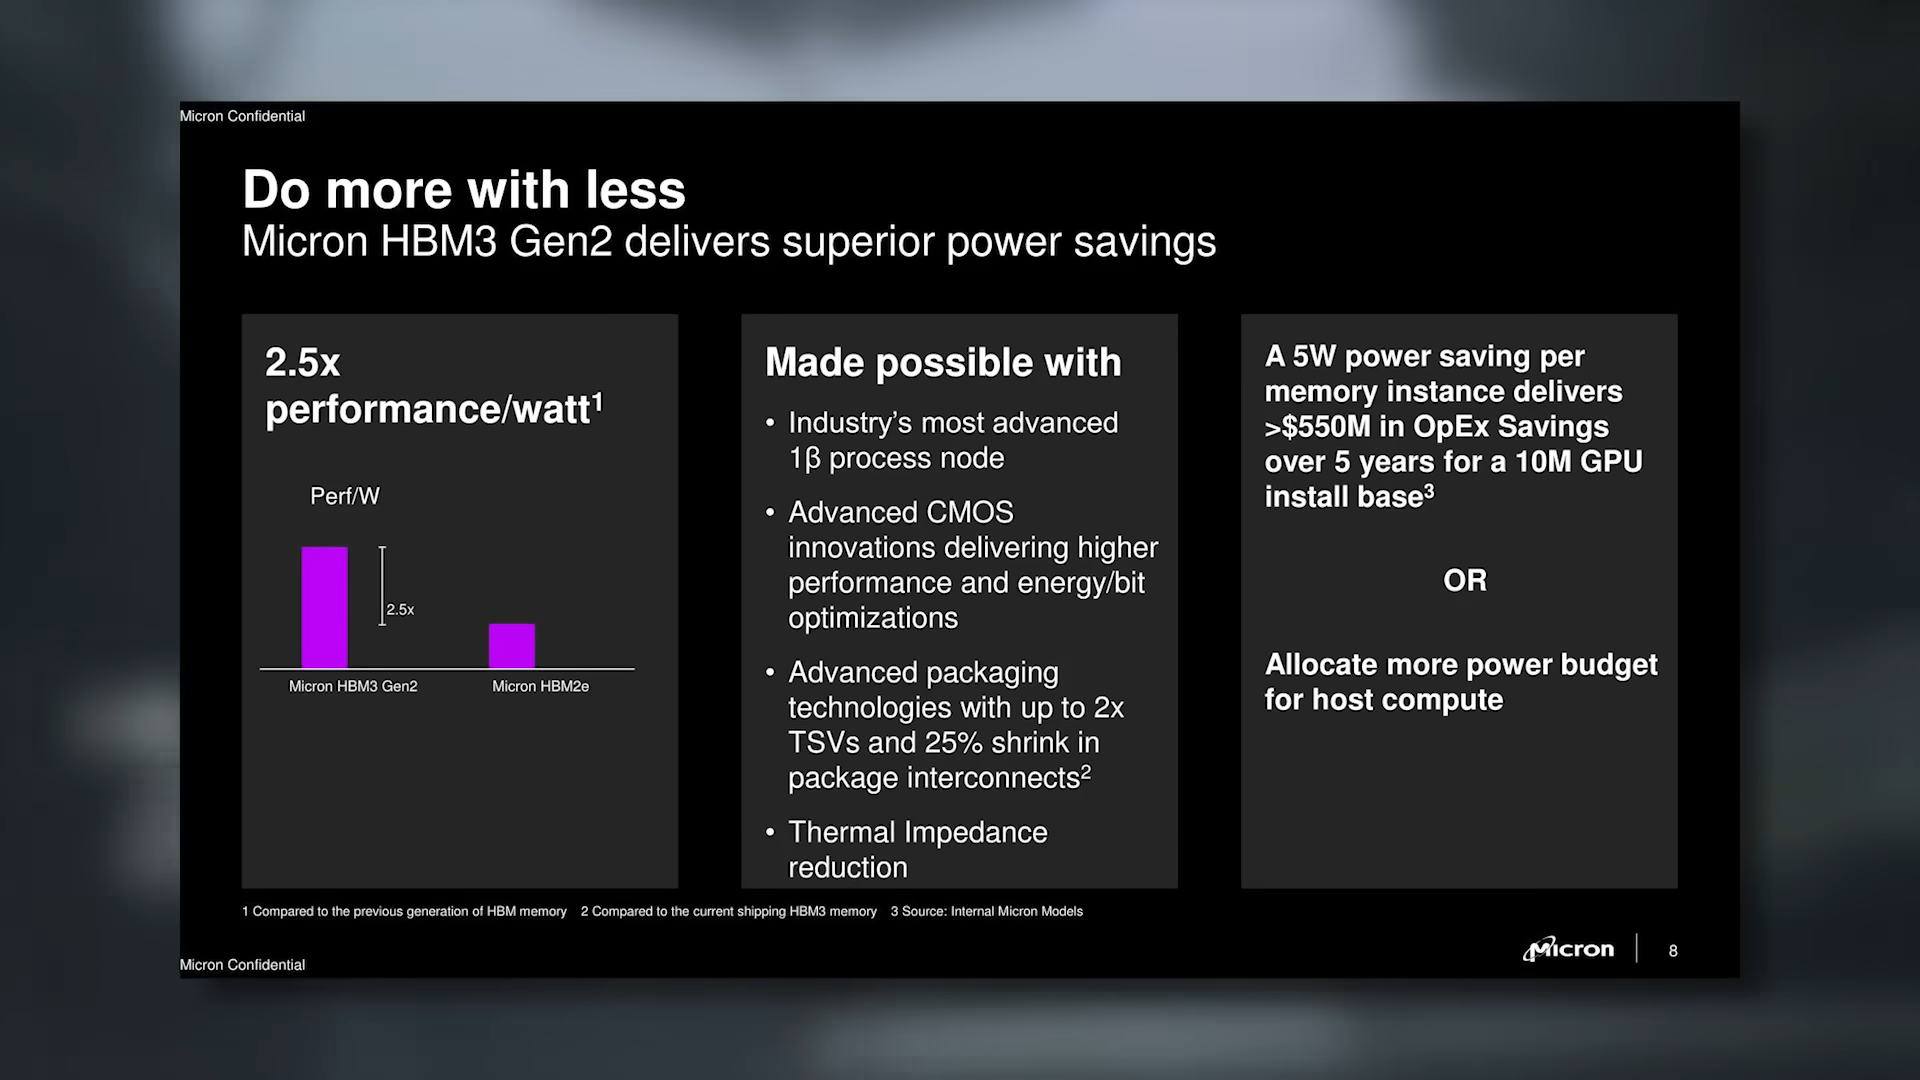 Micron Confidential
Do more with less
Micron HBM3 Gen2 delivers superior power savings
2.5x
performance/watt¹
Perf/W
2.5x
Micron HBM3 Gen2
Micron HBM2e
Made possible with
• Industry’s most advanced
1β process node
• Advanced CMOS
innovations delivering higher
performance and energy/bit
optimizations
• Advanced packaging
technologies with up to 2x
TSVs and 25% shrink in
package interconnects²
• Thermal Impedance
reduction
A 5W power saving per
memory instance delivers
>$550M in OpEx Savings
over 5 years for a 10M GPU
install base³
OR
Allocate more power budget
for host compute
1 Compared to the previous generation of HBM memory 2 Compared to the current shipping HBM3 memory 3 Source: Internal Micron Models
Micron
8
Micron Confidential